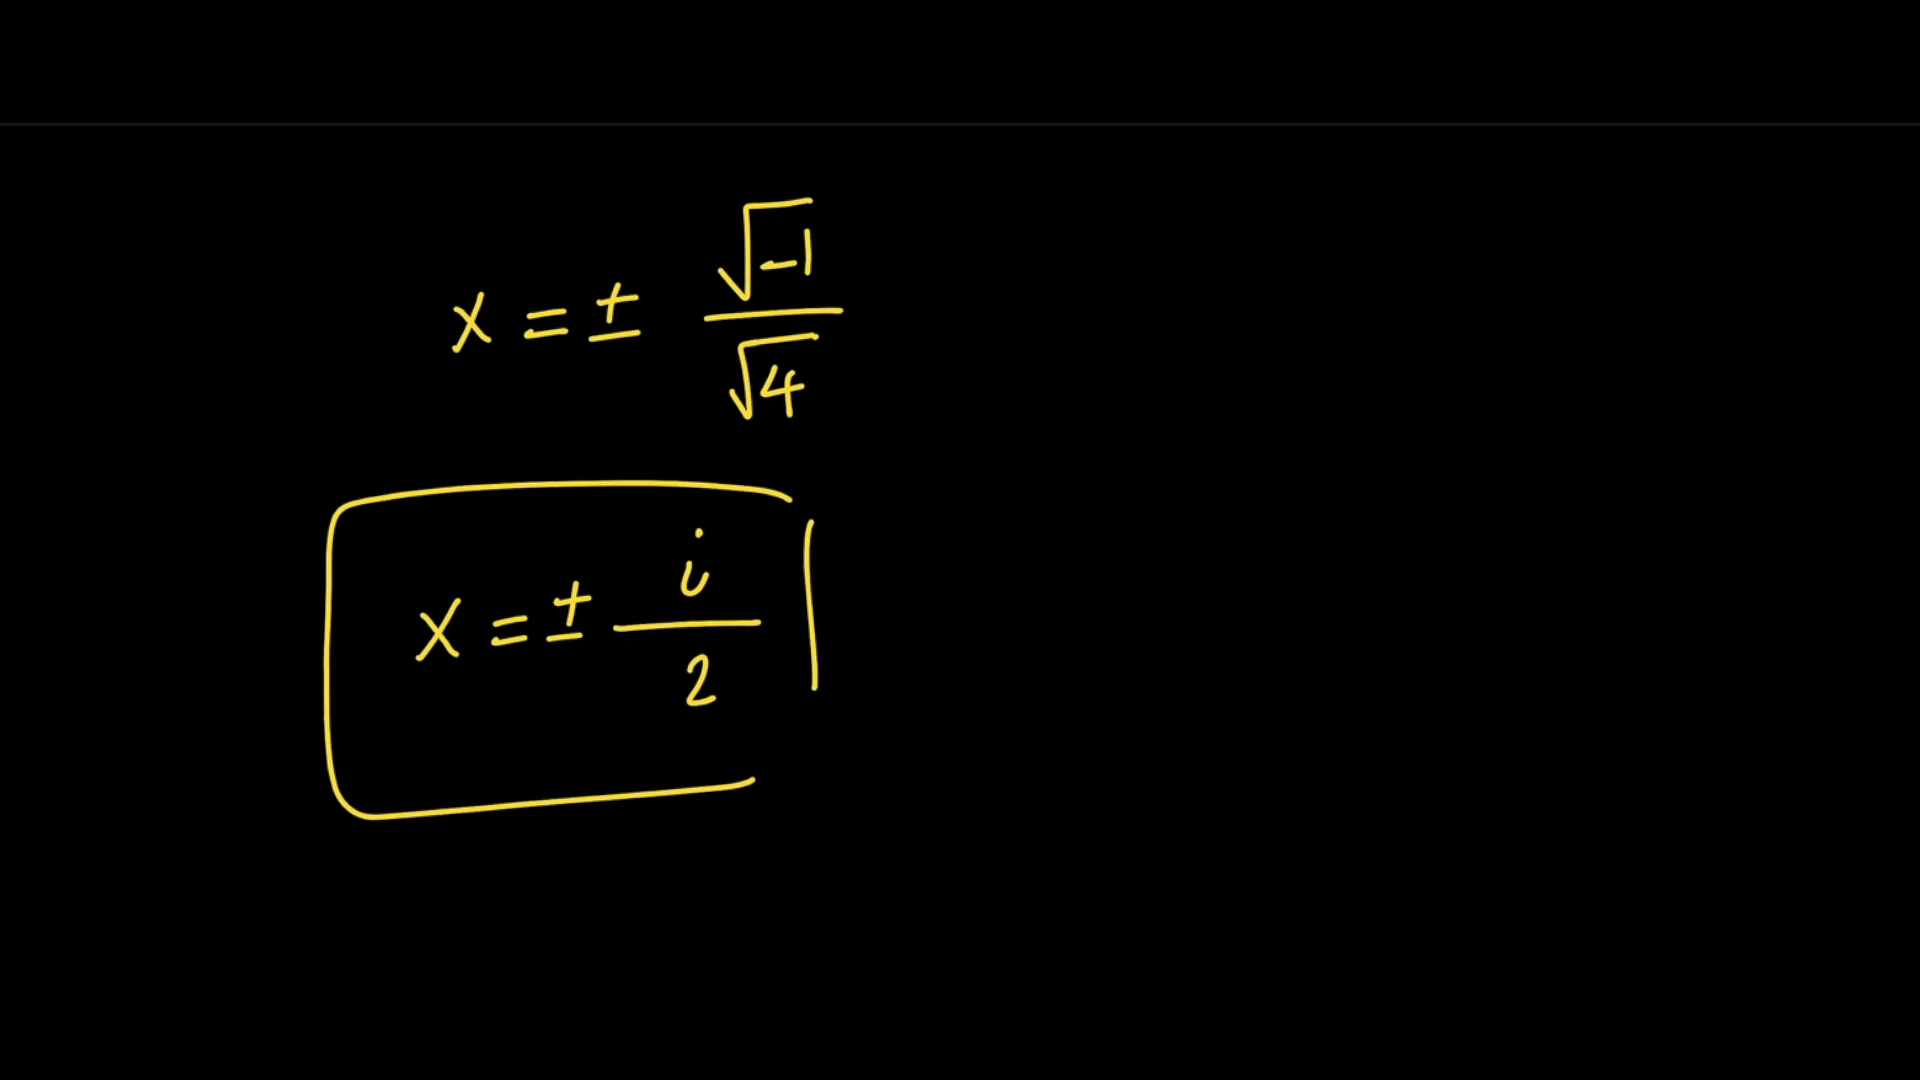 x = ± √-1 / √4
x = ± i / 2